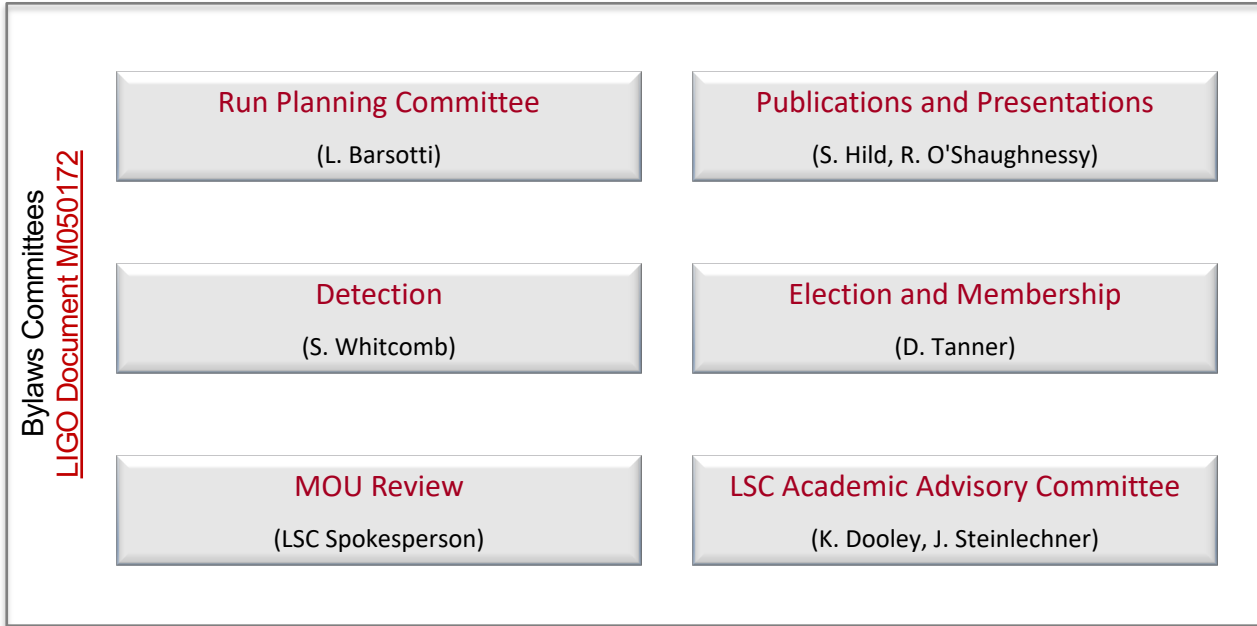 Bylaws Committees
LIGO Document M050172
Run Planning Committee
(L. Barsotti)
Publications and Presentations
(S. Hild, R. O'Shaughnessy)
Detection
(S. Whitcomb)
Election and Membership
(D. Tanner)
MOU Review
(LSC Spokesperson)
LSC Academic Advisory Committee
(K. Dooley, J. Steinlechner)